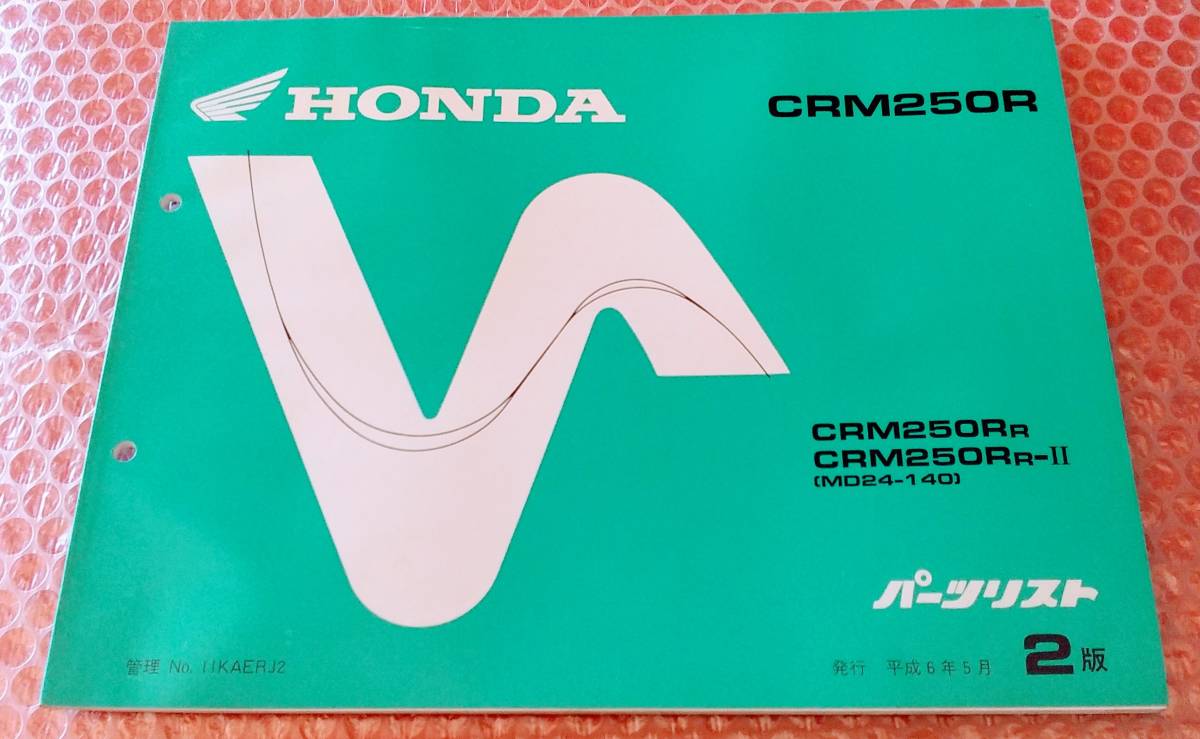 HONDA
CRM250R
CRM250RR
CRM250RR-II
(MD24-140)
パーツリスト
管理 No. 11KAERJ2
発行 平成6年5月 2版